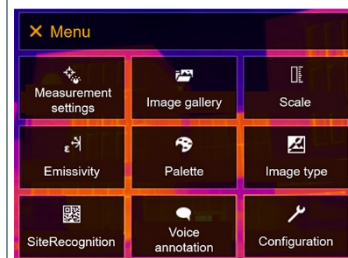 Menu
Measurement
settings
Image gallery
Scale
ε
Emissivity
Palette
Image type
SiteRecognition
Voice
annotation
Configuration